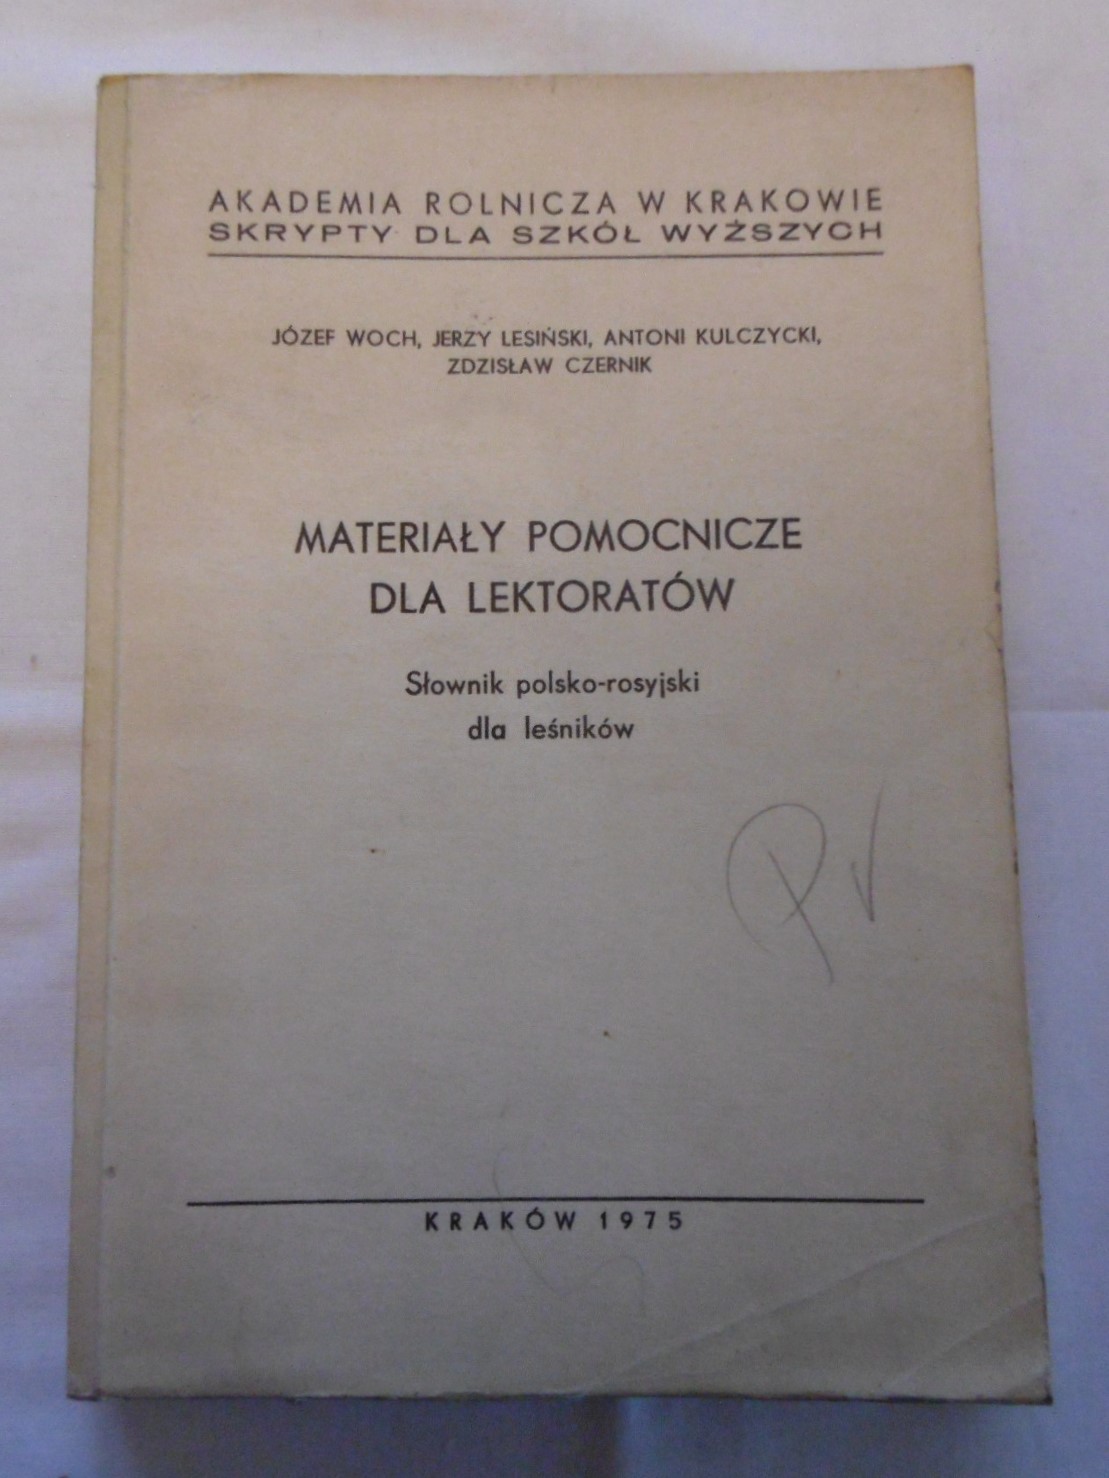 AKADEMIA ROLNICZA W KRAKOWIE
SKRYPTY DLA SZKÓŁ WYŻSZYCH
JÓZEF WOCH, JERZY LESIŃSKI, ANTONI KULCZYCKI,
ZDZISŁAW CZERNIK
MATERIAŁY POMOCNICZE
DLA LEKTORATÓW
Słownik polsko-rosyjski
dla leśników
KRAKÓW 1975